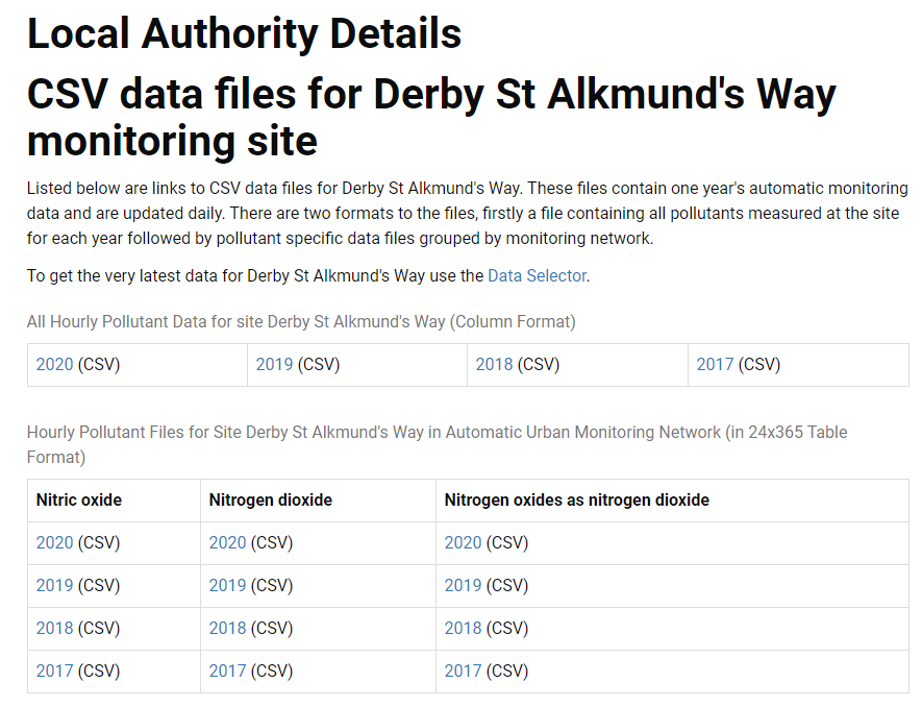 Local Authority Details
CSV data files for Derby St Alkmund's Way
monitoring site
Listed below are links to CSV data files for Derby St Alkmund's Way. These files contain one year's automatic monitoring
data and are updated daily. There are two formats to the files, firstly a file containing all pollutants measured at the site
for each year followed by pollutant specific data files grouped by monitoring network.
To get the very latest data for Derby St Alkmund's Way use the Data Selector.
All Hourly Pollutant Data for site Derby St Alkmund's Way (Column Format)
2020 (CSV) 2019 (CSV) 2018 (CSV) 2017 (CSV)
Hourly Pollutant Files for Site Derby St Alkmund's Way in Automatic Urban Monitoring Network (in 24x365 Table
Format)
Nitric oxide Nitrogen dioxide Nitrogen oxides as nitrogen dioxide
2020 (CSV) 2020 (CSV) 2020 (CSV)
2019 (CSV) 2019 (CSV) 2019 (CSV)
2018 (CSV) 2018 (CSV) 2018 (CSV)
2017 (CSV) 2017 (CSV) 2017 (CSV)